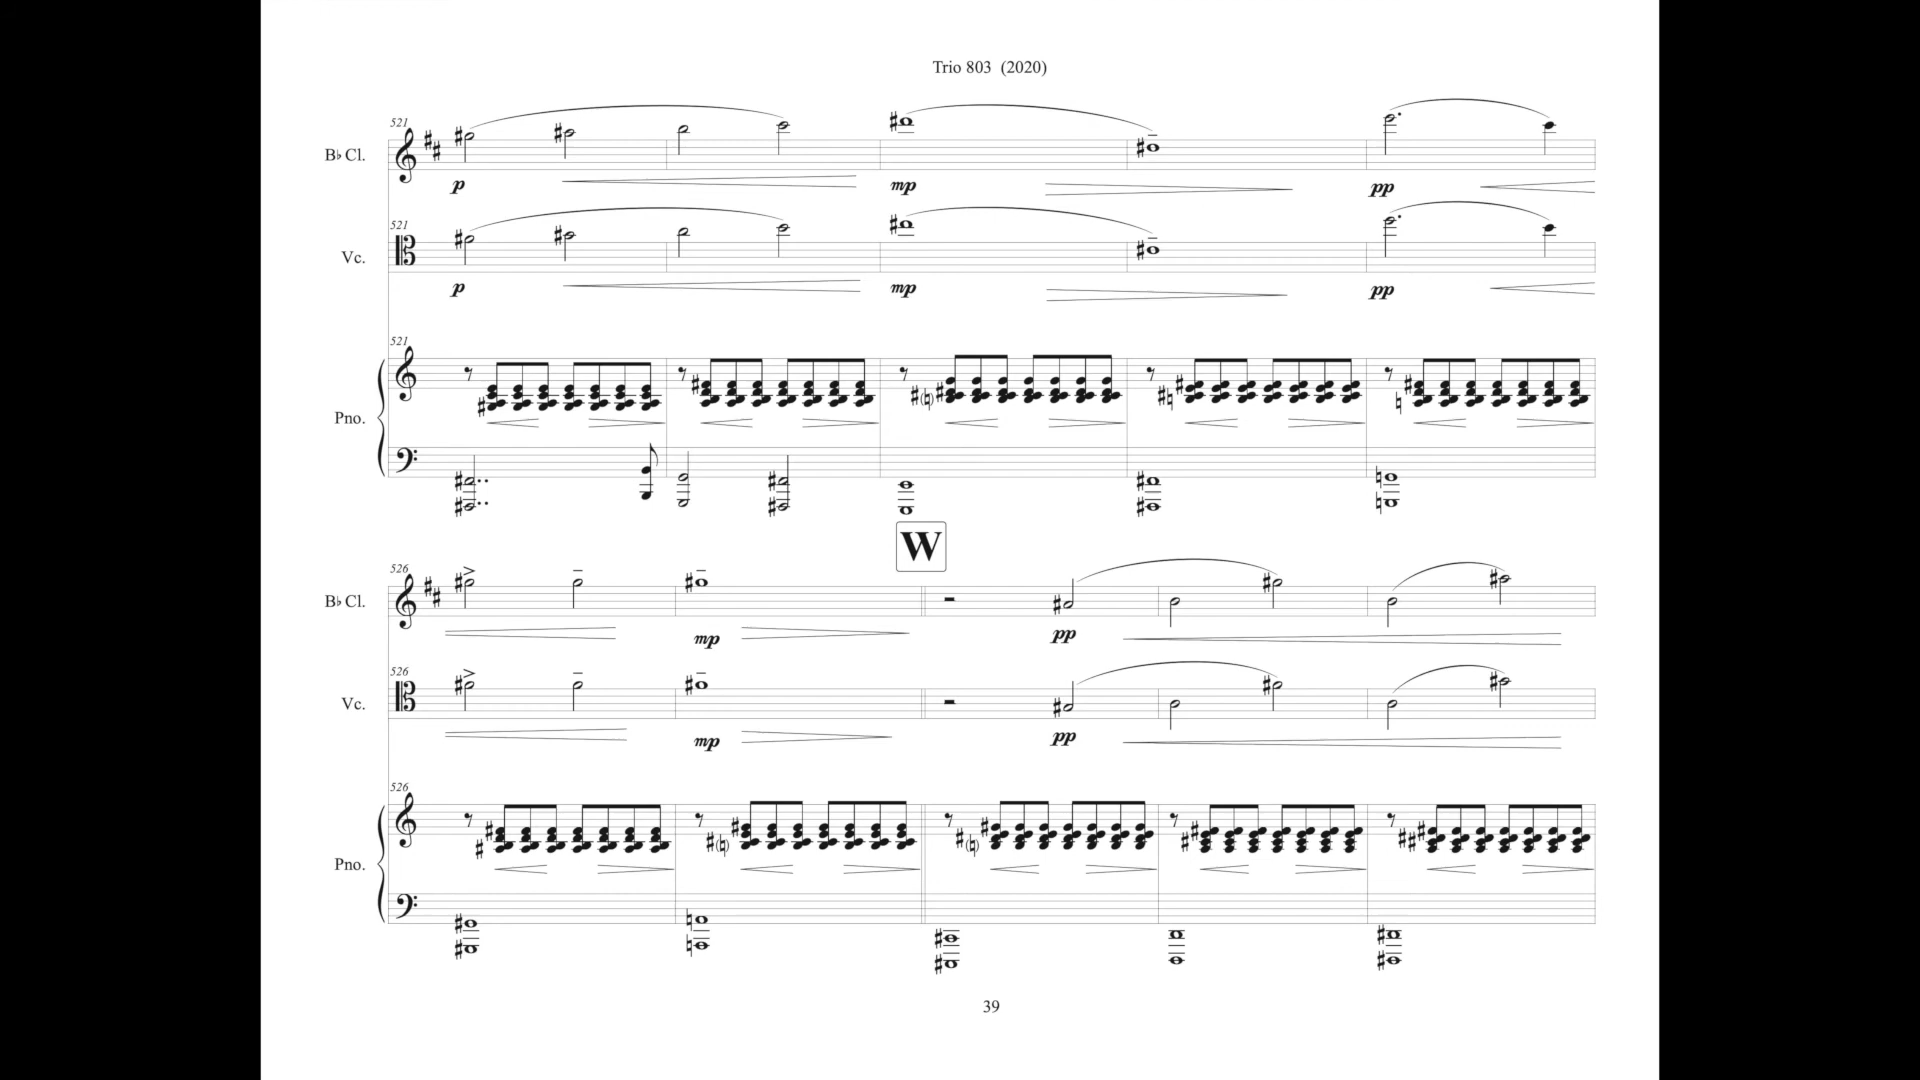 Trio 803 (2020)
521
B♭ Cl.
p
mp
pp
521
Vc.
p
mp
pp
521
Pno.
W
526
B♭ Cl.
mp
pp
526
Vc.
mp
pp
526
Pno.
39